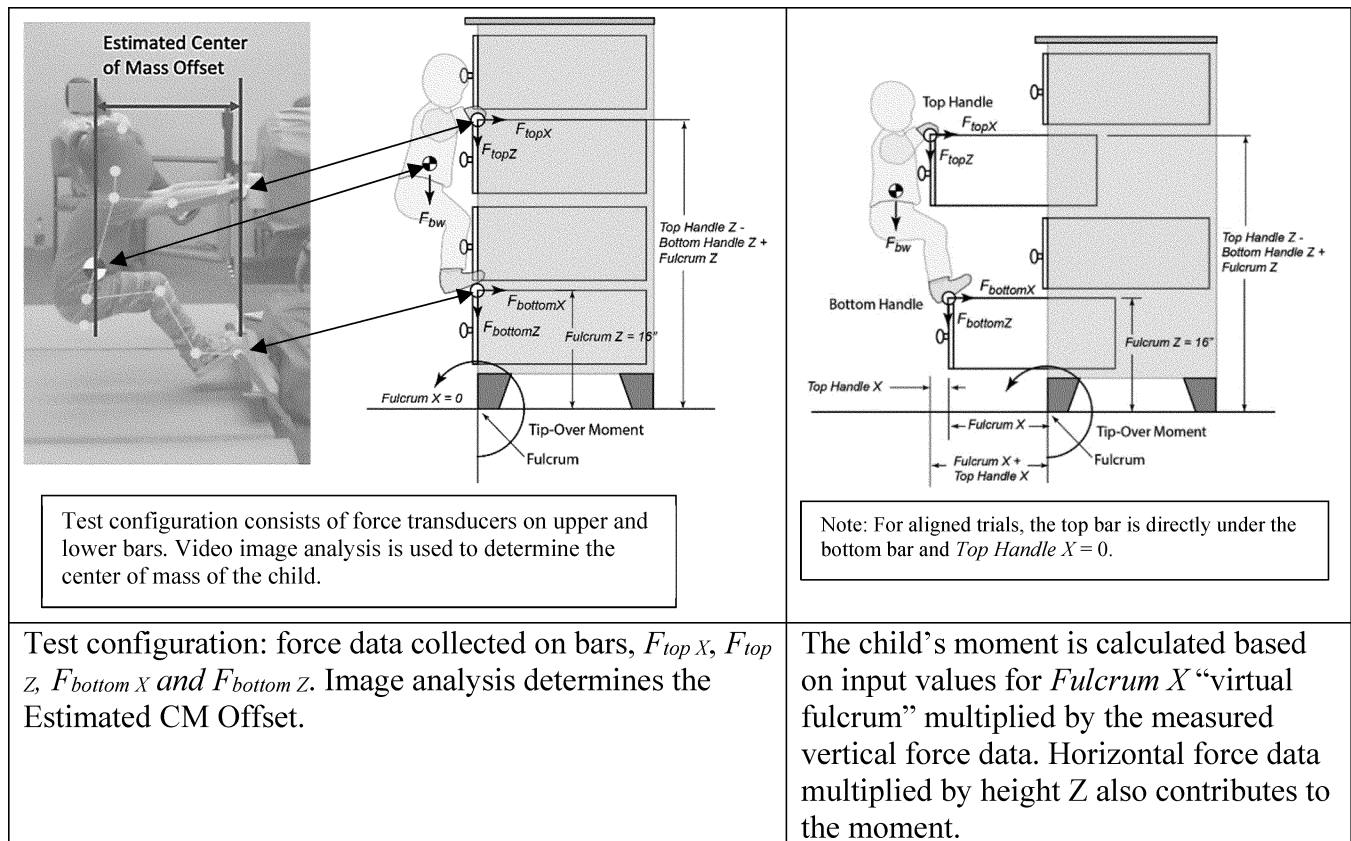 Estimated Center
of Mass Offset
F_topX
F_topZ
F_bw
Top Handle Z -
Bottom Handle Z +
Fulcrum Z
F_bottomX
F_bottomZ
Fulcrum Z = 16"
Fulcrum X = 0
Tip-Over Moment
Fulcrum
Test configuration consists of force transducers on upper and
lower bars. Video image analysis is used to determine the
center of mass of the child.
Top Handle
F_topX
F_topZ
F_bw
Top Handle Z -
Bottom Handle Z +
Fulcrum Z
Bottom Handle
F_bottomX
F_bottomZ
Fulcrum Z = 16"
Top Handle X
Fulcrum X
Tip-Over Moment
Fulcrum X +
Top Handle X
Fulcrum
Note: For aligned trials, the top bar is directly under the
bottom bar and Top Handle X = 0.
Test configuration: force data collected on bars, F_top X, F_top
Z, F_bottom X and F_bottom Z. Image analysis determines the
Estimated CM Offset.
The child’s moment is calculated based
on input values for Fulcrum X “virtual
fulcrum” multiplied by the measured
vertical force data. Horizontal force data
multiplied by height Z also contributes to
the moment.